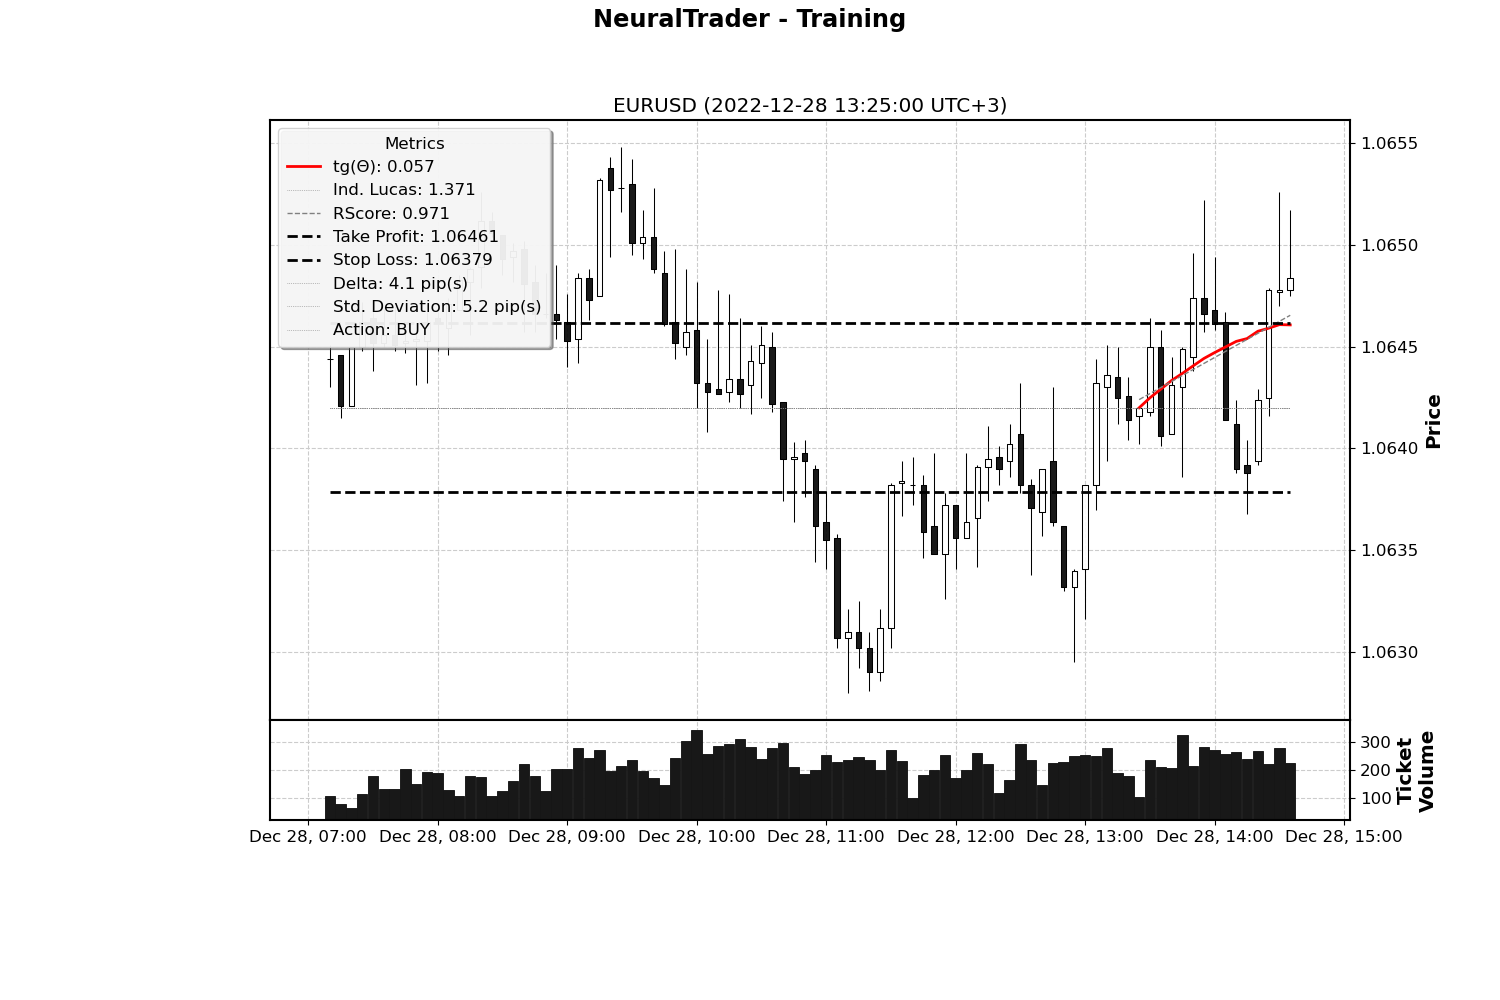 NeuralTrader - Training
EURUSD (2022-12-28 13:25:00 UTC+3)
Metrics
tg(Θ): 0.057
Ind. Lucas: 1.371
RScore: 0.971
Take Profit: 1.06461
Stop Loss: 1.06379
Delta: 4.1 pip(s)
Std. Deviation: 5.2 pip(s)
Action: BUY
1.0655
1.0650
1.0645
1.0640
1.0635
1.0630
Price
300
200
100
Ticket
Volume
Dec 28, 07:00
Dec 28, 08:00
Dec 28, 09:00
Dec 28, 10:00
Dec 28, 11:00
Dec 28, 12:00
Dec 28, 13:00
Dec 28, 14:00
Dec 28, 15:00